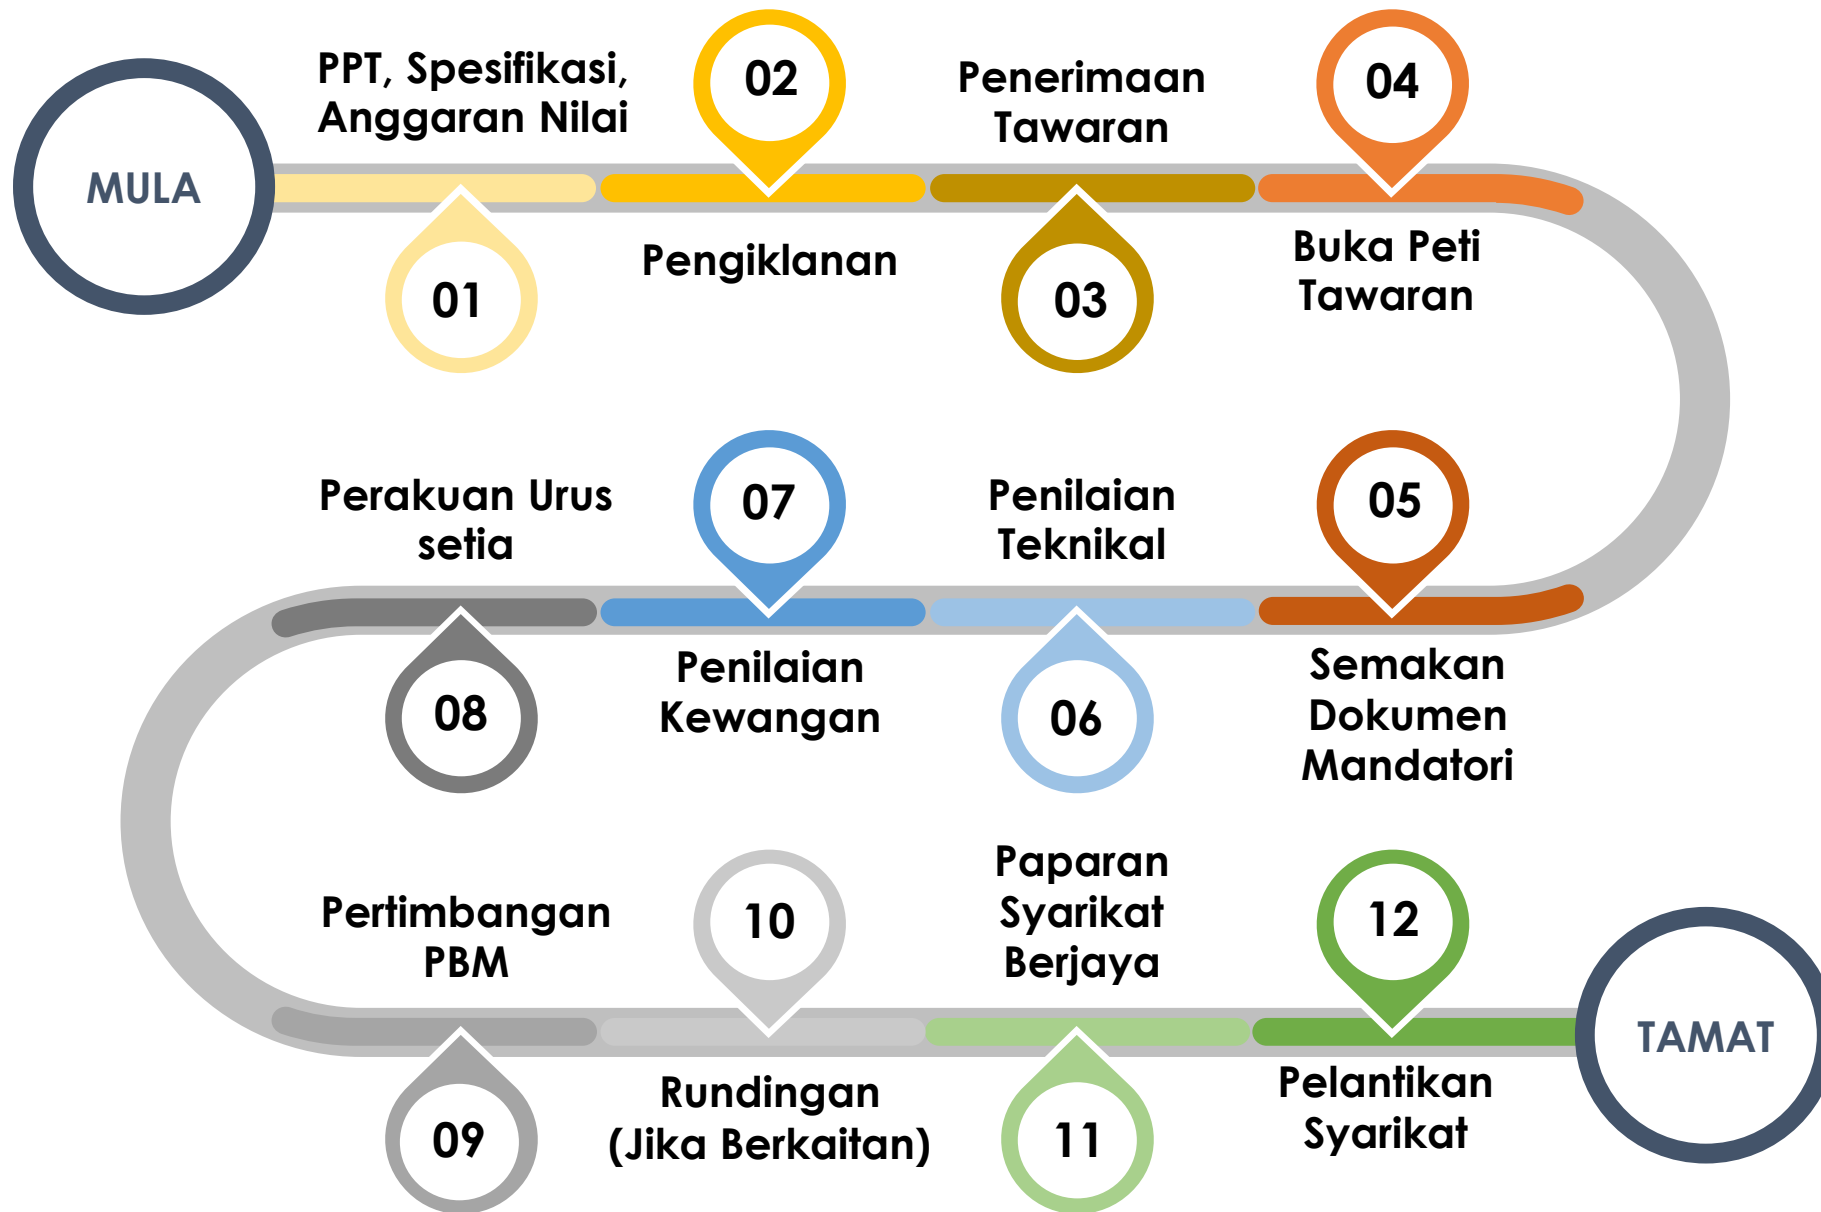 MULA
PPT, Spesifikasi,
Anggaran Nilai
01
02
Pengiklanan
Penerimaan
Tawaran
03
04
Buka Peti
Tawaran
05
Semakan
Dokumen
Mandatori
Penilaian
Teknikal
06
07
Penilaian
Kewangan
Perakuan Urus
setia
08
Pertimbangan
PBM
09
10
Rundingan
(Jika Berkaitan)
Paparan
Syarikat
Berjaya
11
12
Pelantikan
Syarikat
TAMAT